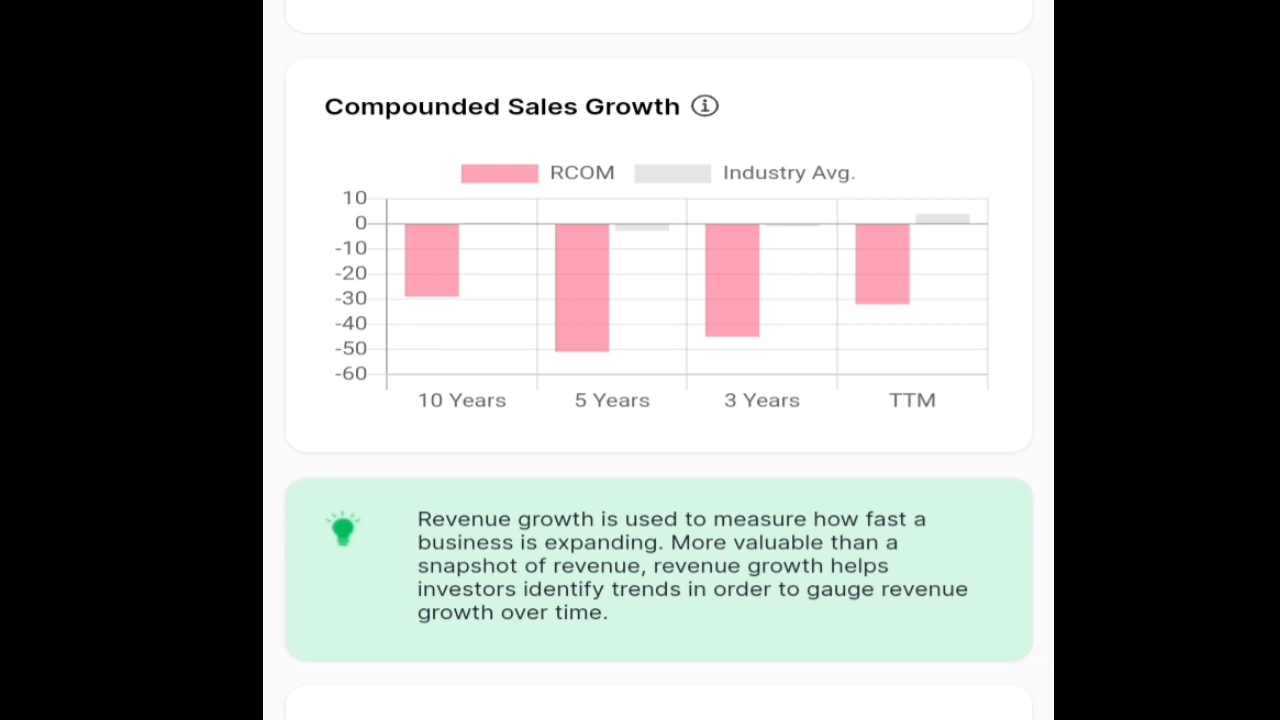 Compounded Sales Growth
RCOM Industry Avg.
10
0
-10
-20
-30
-40
-50
-60
10 Years 5 Years 3 Years TTM
Revenue growth is used to measure how fast a
business is expanding. More valuable than a
snapshot of revenue, revenue growth helps
investors identify trends in order to gauge revenue
growth over time.